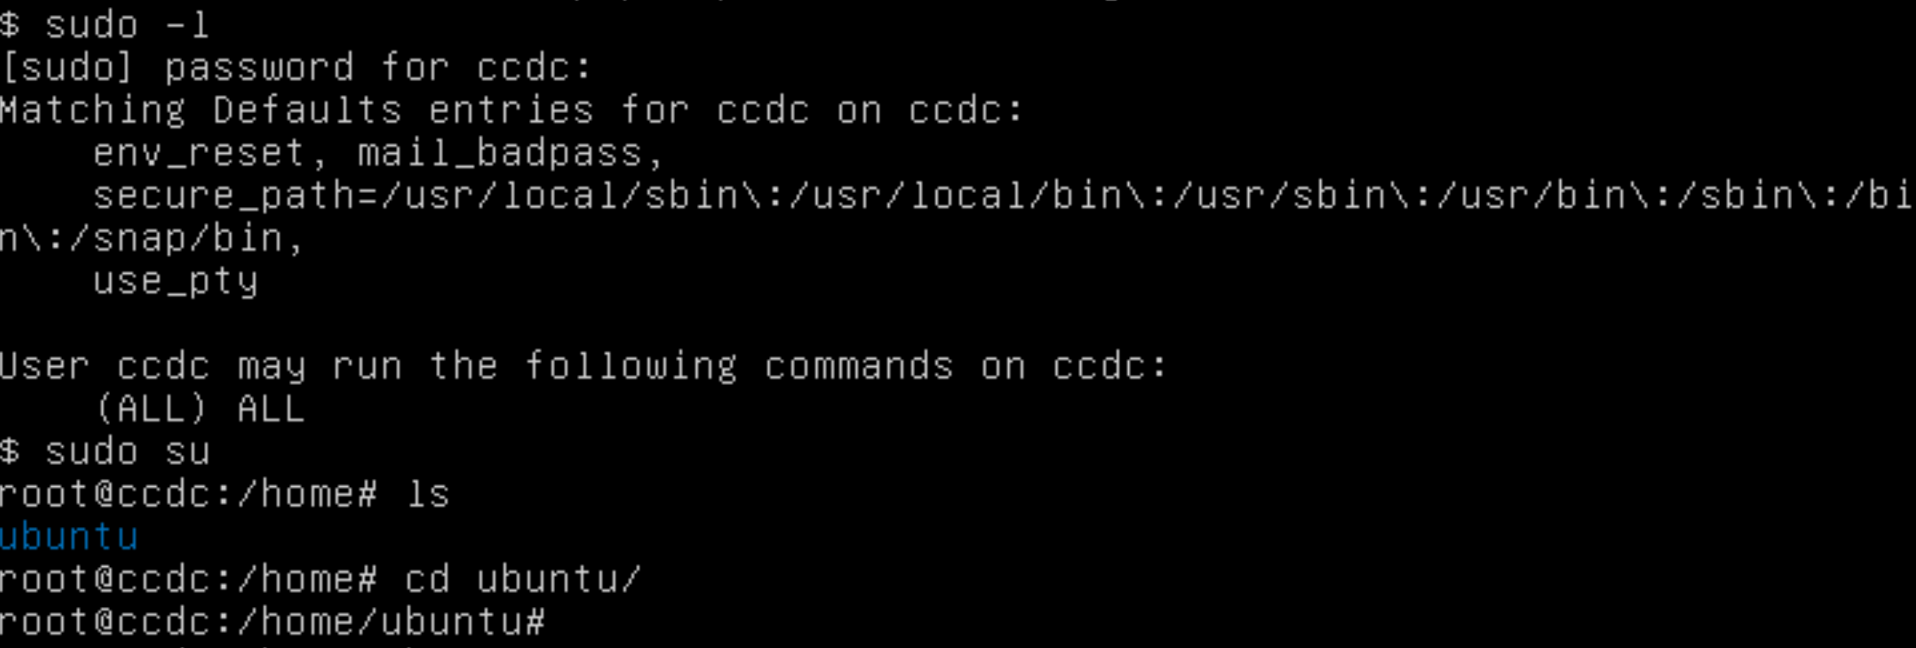 $ sudo -l
[sudo] password for ccdc:
Matching Defaults entries for ccdc on ccdc:
    env_reset, mail_badpass,
    secure_path=/usr/local/sbin\:/usr/local/bin\:/usr/sbin\:/usr/bin\:/sbin\:/bi
n\:/snap/bin,
    use_pty

User ccdc may run the following commands on ccdc:
    (ALL) ALL
$ sudo su
root@ccdc:/home# ls
ubuntu
root@ccdc:/home# cd ubuntu/
root@ccdc:/home/ubuntu#